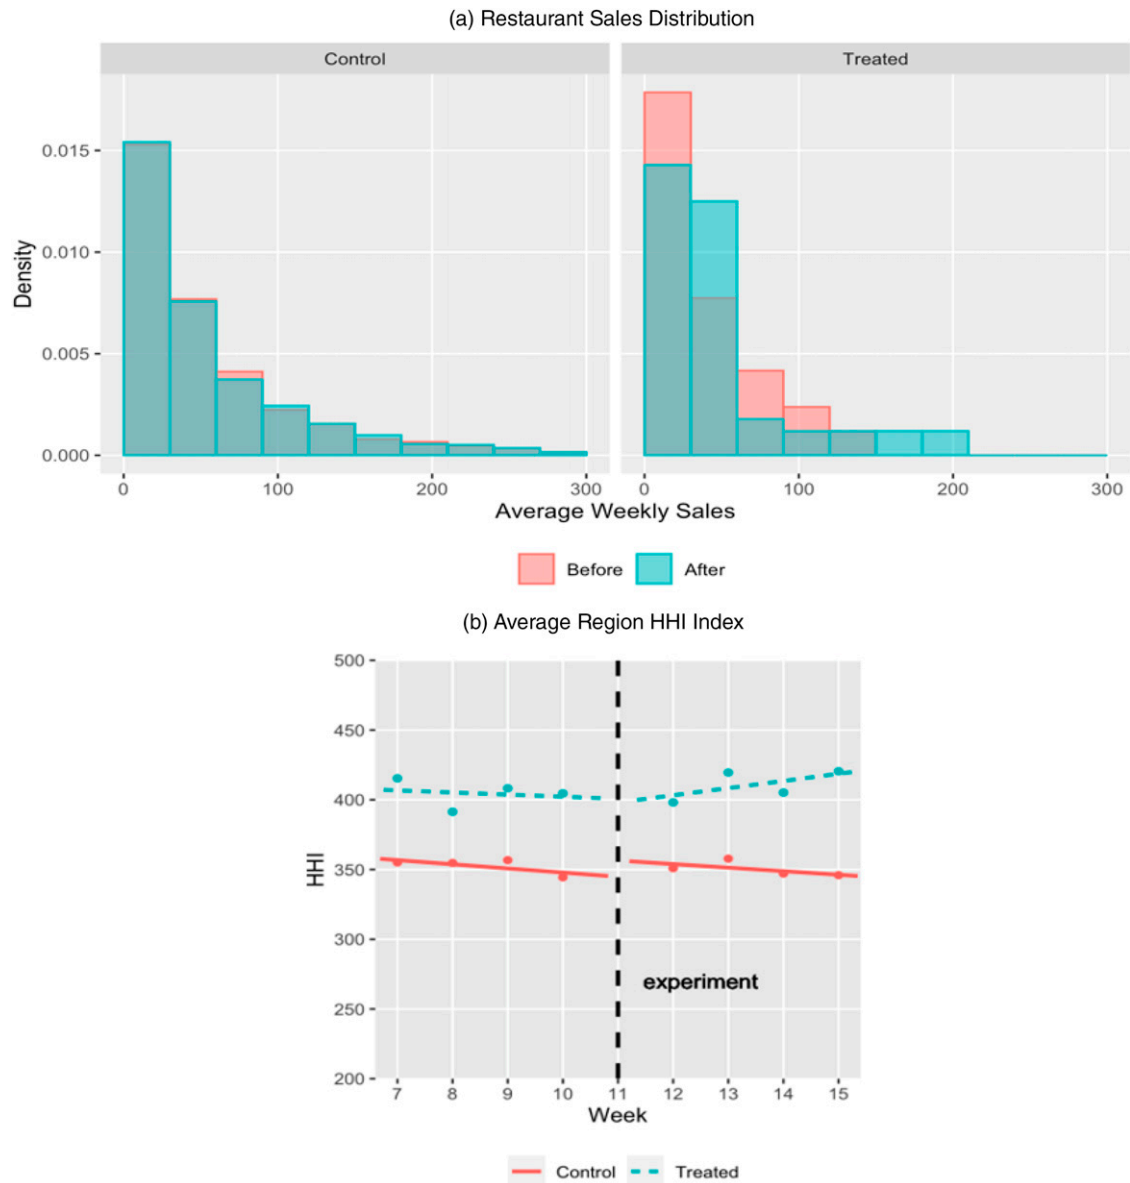 (a) Restaurant Sales Distribution
Control Treated
0.015
0.010
0.005
0.000
Density
0 100 200 300 0 100 200 300
Average Weekly Sales
Before After
(b) Average Region HHI Index
500
450
400
350
300
250
200
HHI
experiment
7 8 9 10 11 12 13 14 15
Week
Control Treated